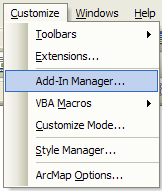 Customize Windows Help
Toolbars
Extensions...
Add-In Manager...
VBA Macros
Customize Mode...
Style Manager...
ArcMap Options...